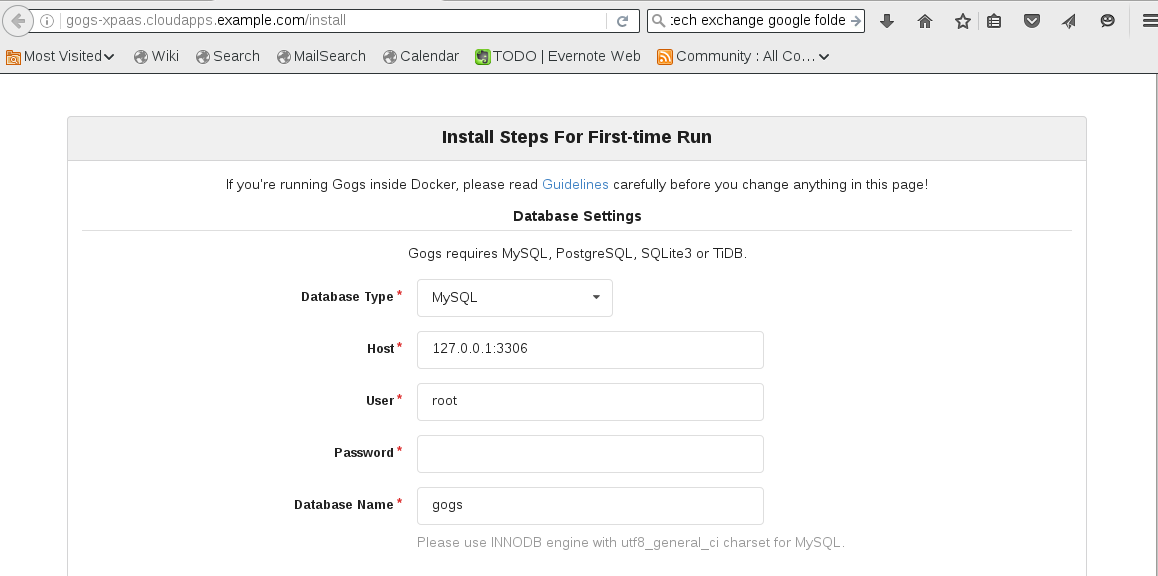 gogs-xpaas.cloudapps.example.com/install
tech exchange google folde
Most Visited Wiki Search MailSearch Calendar TODO | Evernote Web Community : All Co...
Install Steps For First-time Run
If you're running Gogs inside Docker, please read Guidelines carefully before you change anything in this page!
Database Settings
Gogs requires MySQL, PostgreSQL, SQLite3 or TiDB.
Database Type * MySQL
Host * 127.0.0.1:3306
User * root
Password *
Database Name * gogs
Please use INNODB engine with utf8_general_ci charset for MySQL.